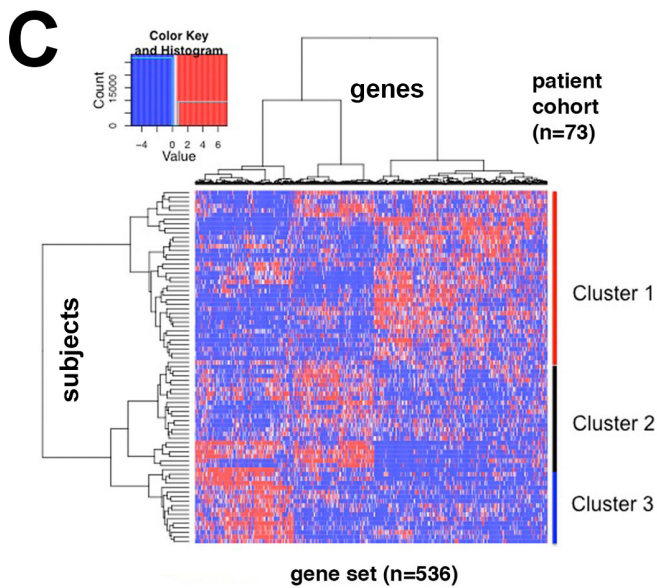 C
Color Key
and Histogram
Count
0
15000
−4
0
2
4
6
Value
genes
patient
cohort
(n=73)
subjects
Cluster 1
Cluster 2
Cluster 3
gene set (n=536)